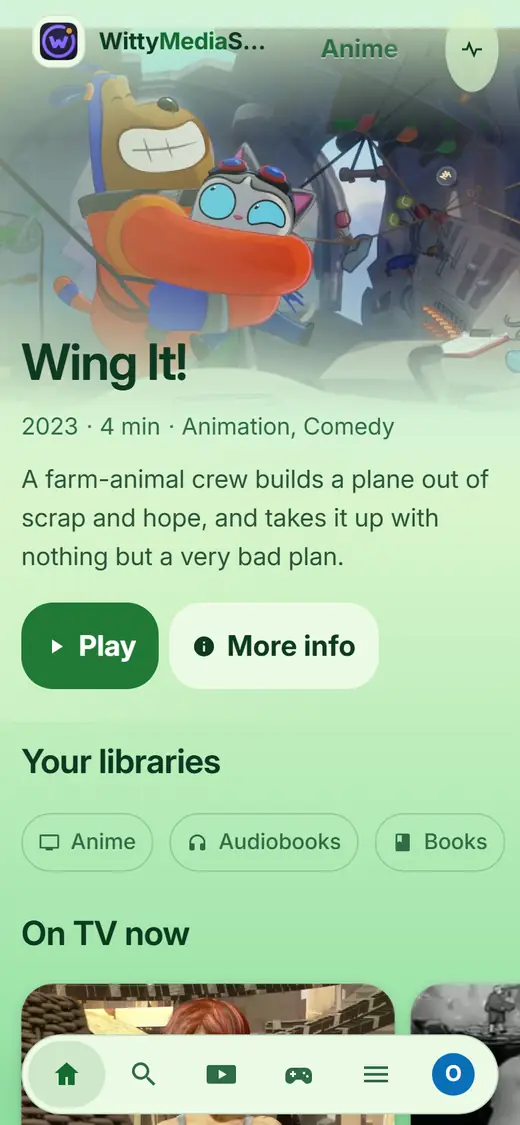 WittyMediaS...
Anime
Wing It!
2023 · 4 min · Animation, Comedy
A farm-animal crew builds a plane out of
scrap and hope, and takes it up with
nothing but a very bad plan.
Play
More info
Your libraries
Anime
Audiobooks
Books
On TV now
O